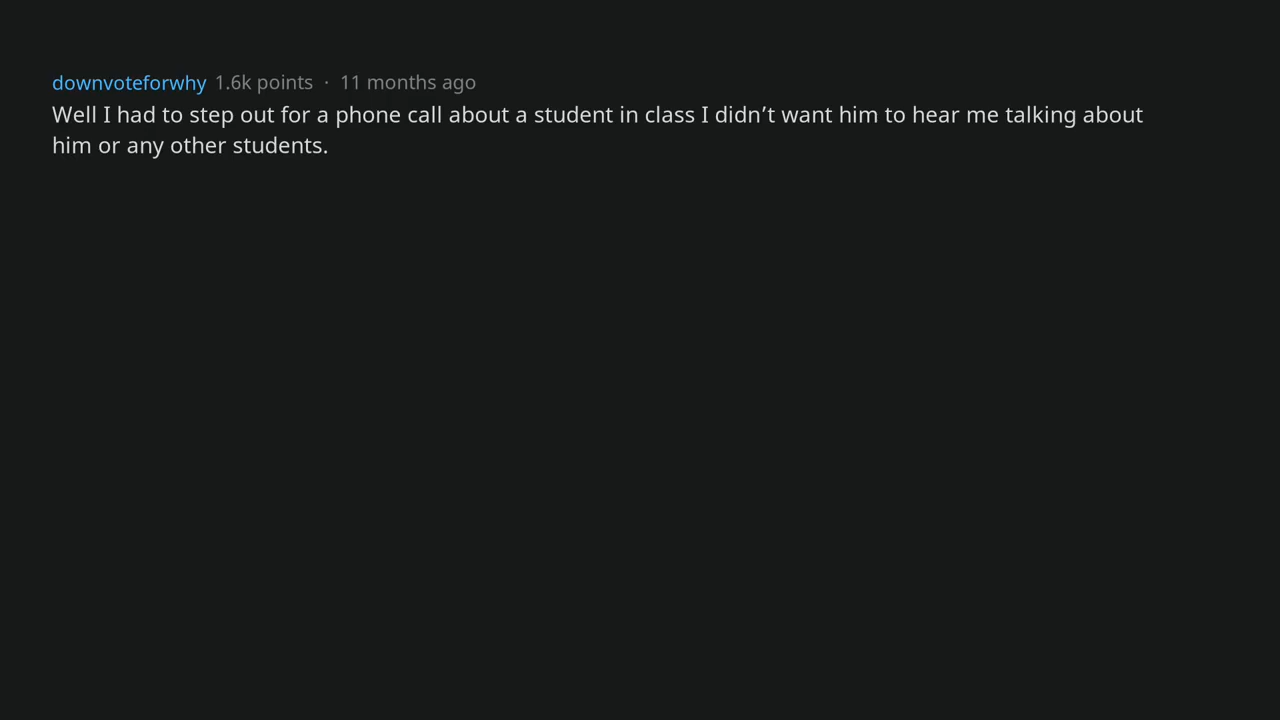 downvoteforwhy 1.6k points · 11 months ago
Well I had to step out for a phone call about a student in class I didn’t want him to hear me talking about
him or any other students.